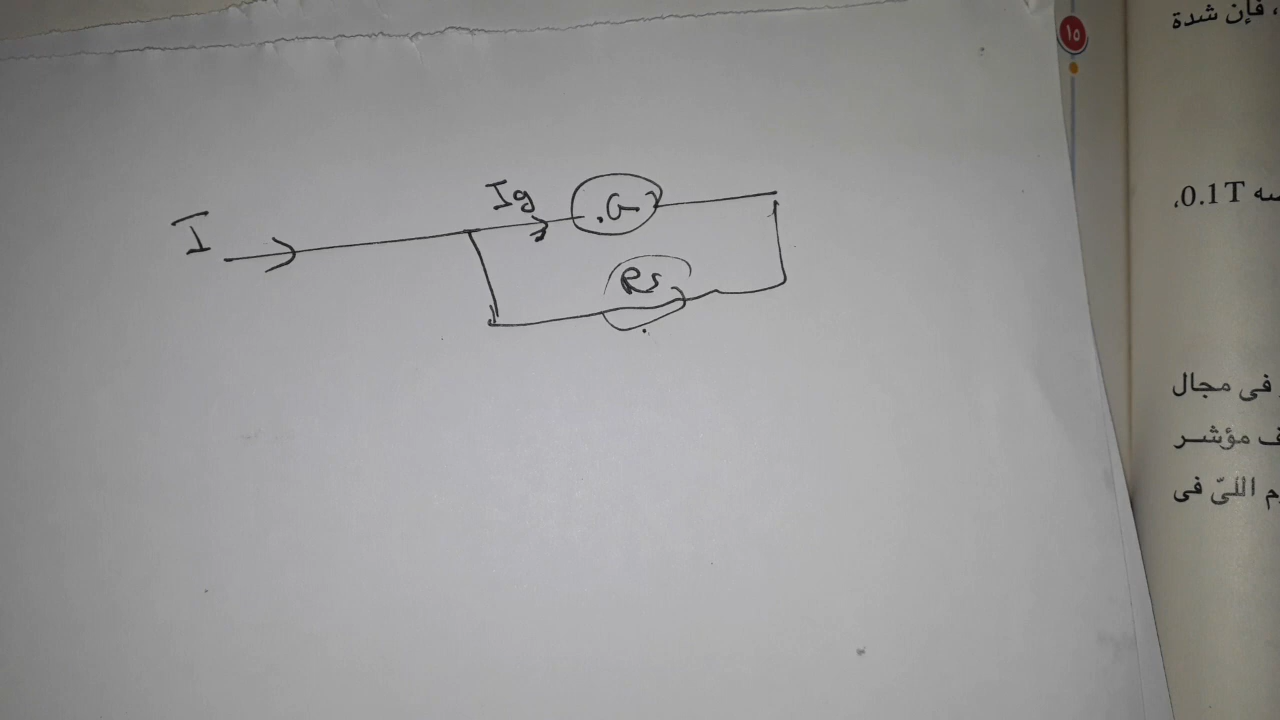 I
Ig
G
Rs
١٥
، فإن شدة
0.1T،
فى مجال
مؤشر
اللىّ فى